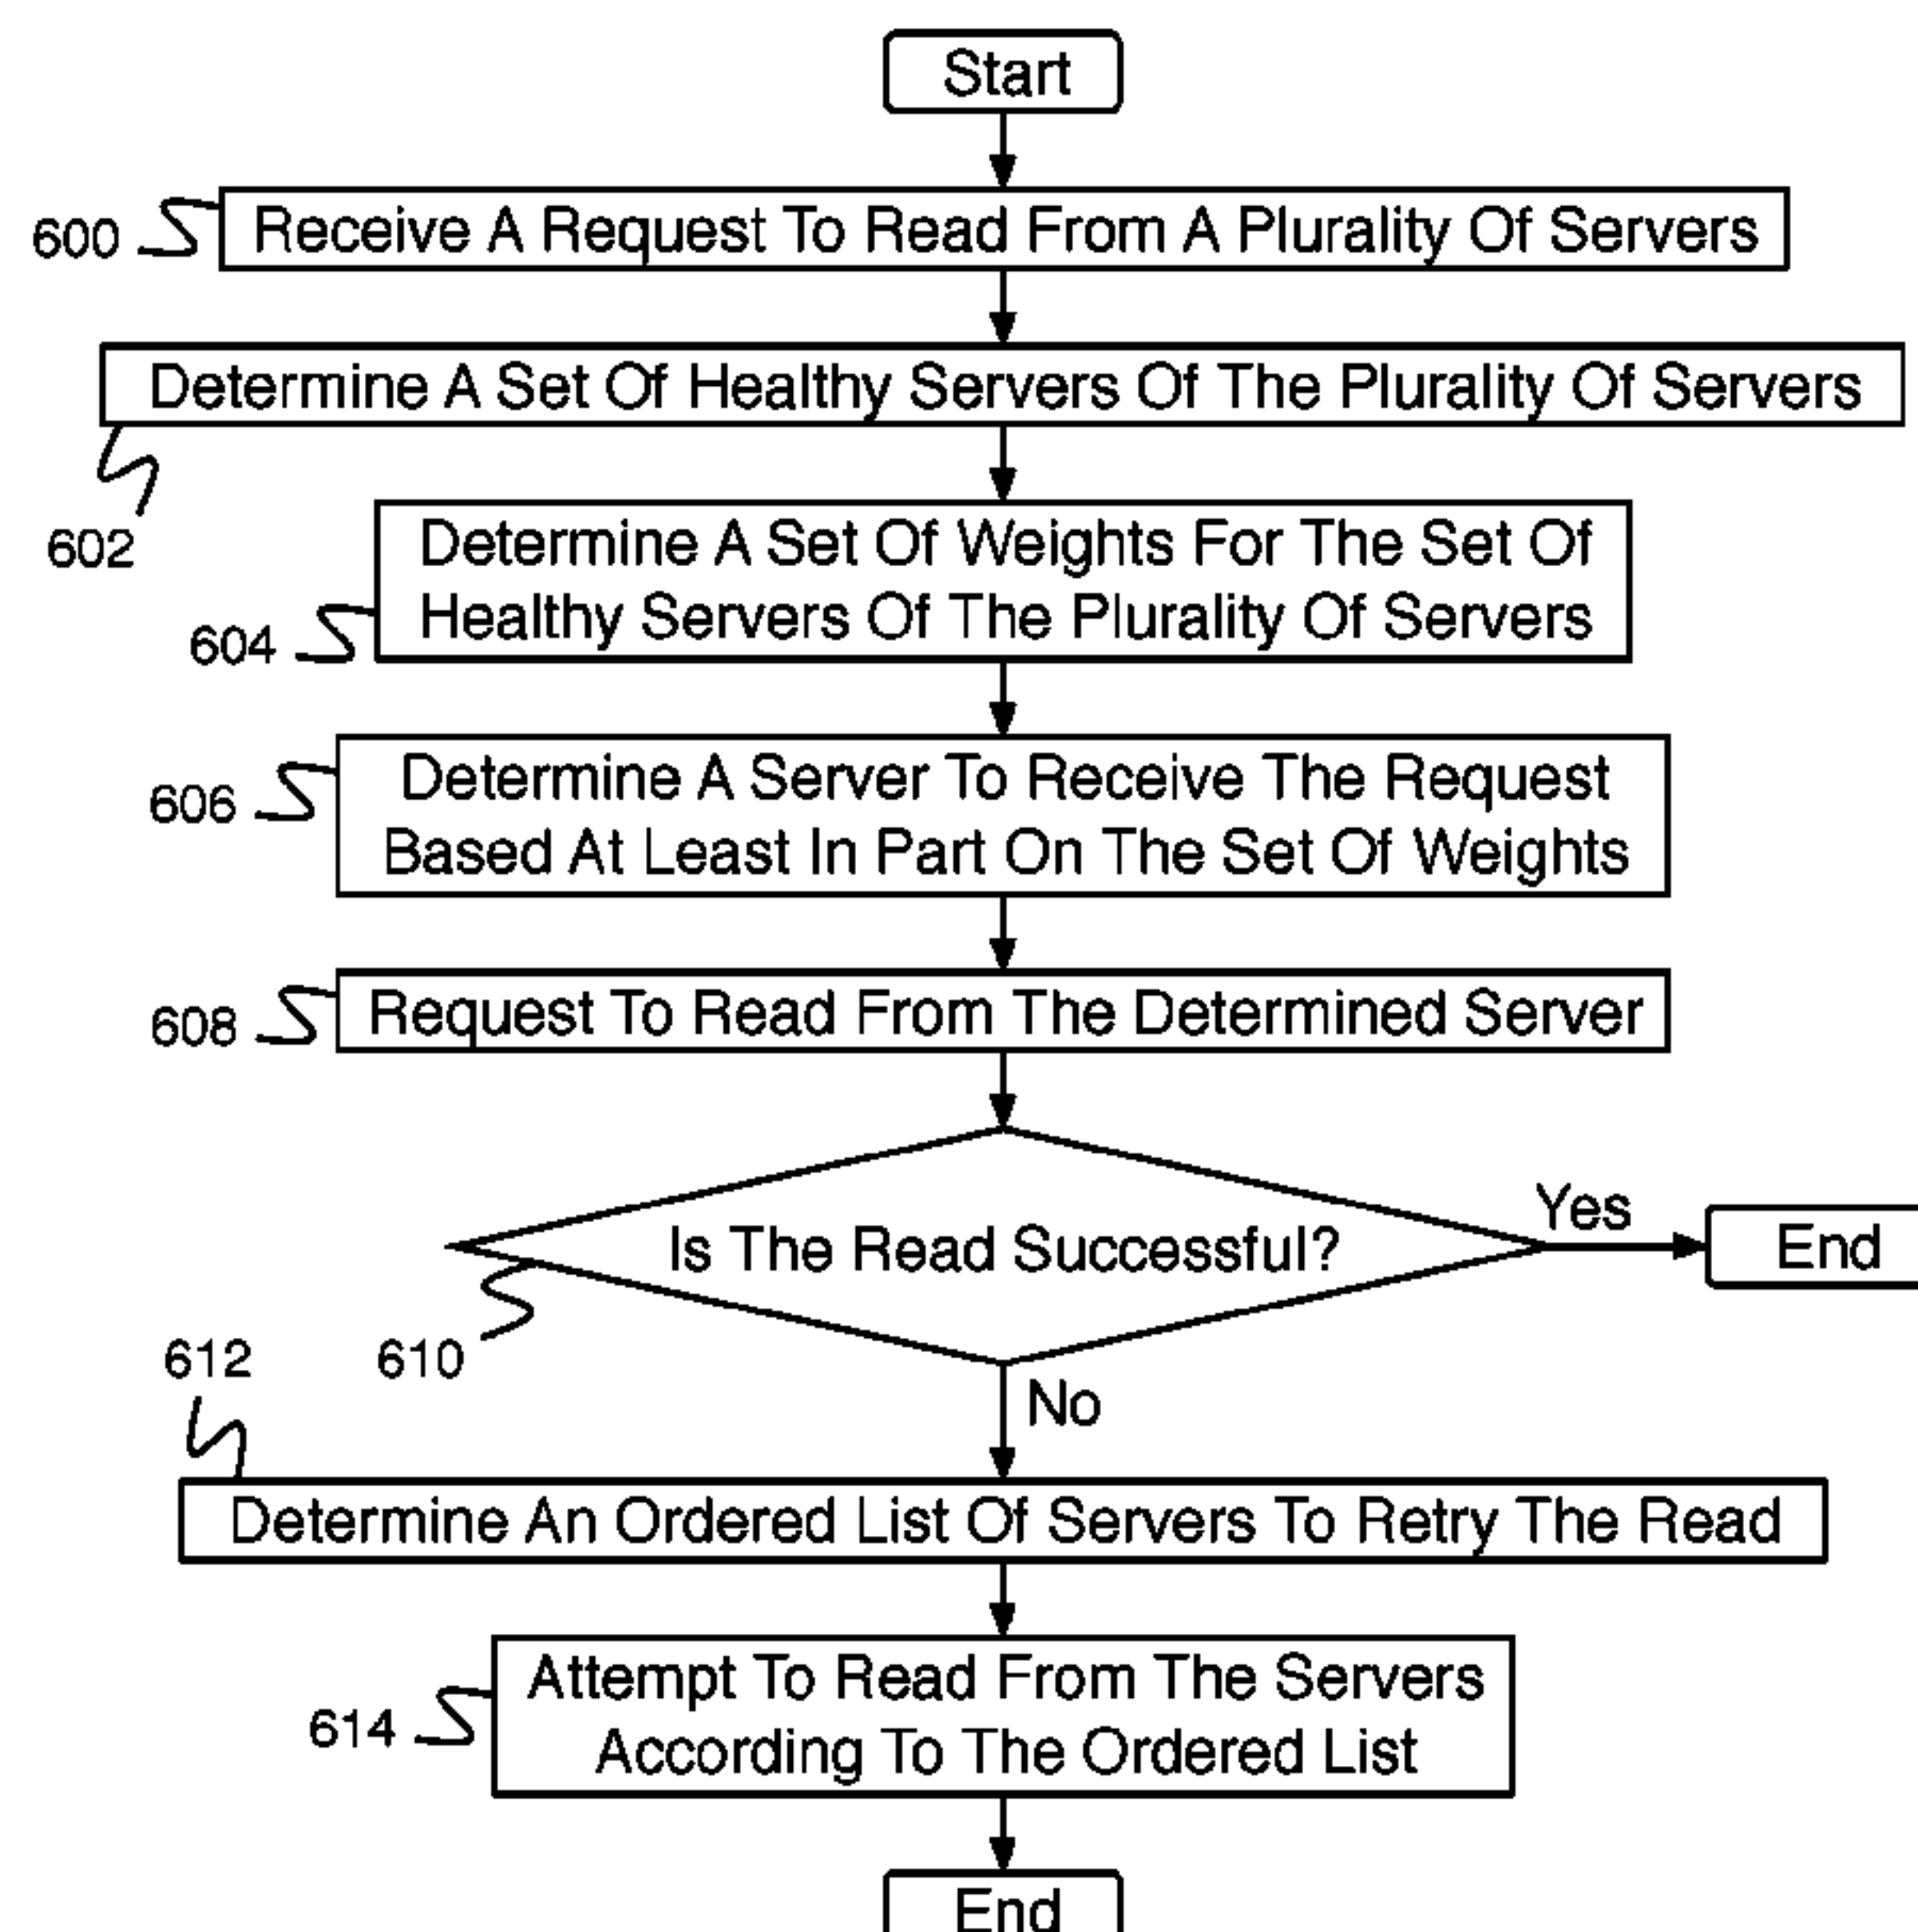 Start
600
Receive A Request To Read From A Plurality Of Servers
Determine A Set Of Healthy Servers Of The Plurality Of Servers
602
Determine A Set Of Weights For The Set Of
Healthy Servers Of The Plurality Of Servers
604
Determine A Server To Receive The Request
Based At Least In Part On The Set Of Weights
606
608
Request To Read From The Determined Server
Is The Read Successful?
Yes
End
610
612
No
Determine An Ordered List Of Servers To Retry The Read
Attempt To Read From The Servers
According To The Ordered List
614
End